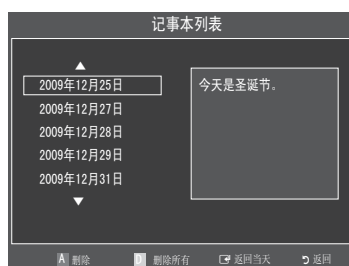 记事本列表
2009年12月25日
2009年12月27日
2009年12月28日
2009年12月29日
2009年12月31日
今天是圣诞节。
A 删除 D 删除所有 返回当天 返回